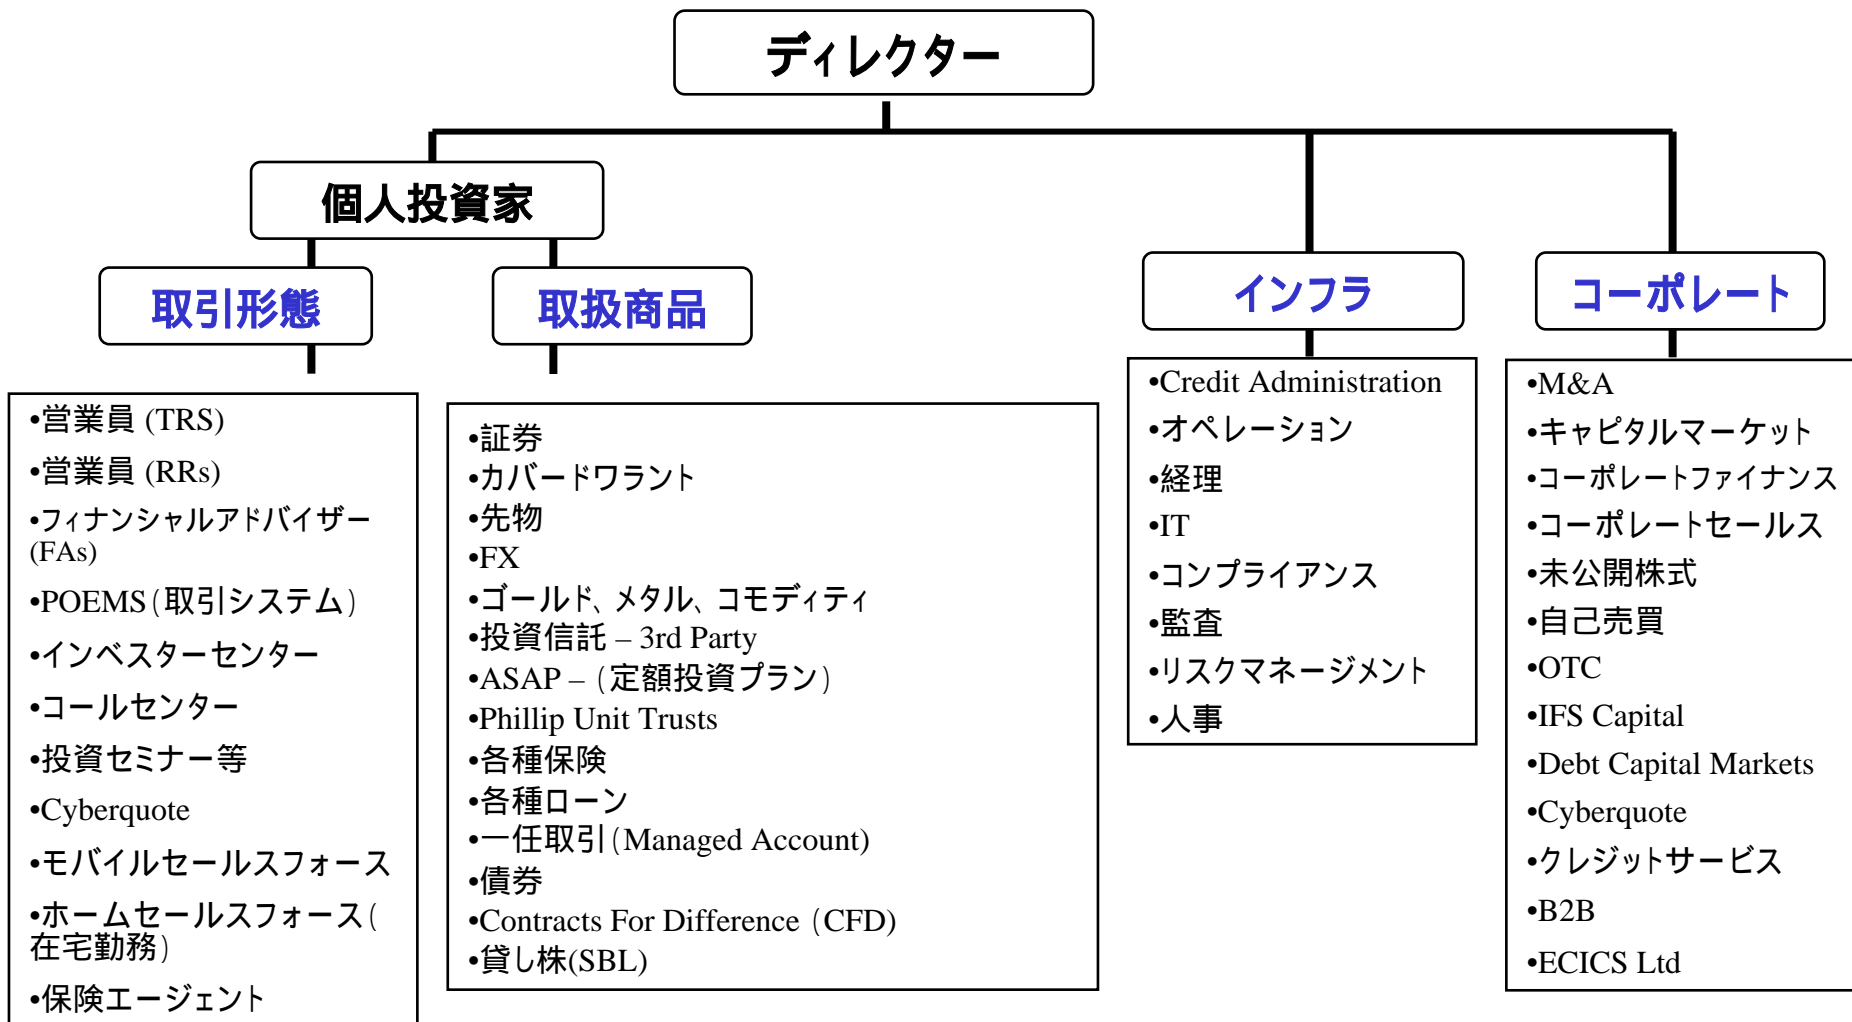 ディレクター
個人投資家
取引形態
取扱商品
インフラ
コーポレート
•営業員 (TRS)
•営業員 (RRs)
•フィナンシャルアドバイザー
(FAs)
•POEMS(取引システム)
•インベスターセンター
•コールセンター
•投資セミナー等
•Cyberquote
•モバイルセールスフォース
•ホームセールスフォース(
在宅勤務)
•保険エージェント
•証券
•カバードワラント
•先物
•FX
•ゴールド、メタル、コモディティ
•投資信託 – 3rd Party
•ASAP – (定額投資プラン)
•Phillip Unit Trusts
•各種保険
•各種ローン
•一任取引(Managed Account)
•債券
•Contracts For Difference (CFD)
•貸し株(SBL)
•Credit Administration
•オペレーション
•経理
•IT
•コンプライアンス
•監査
•リスクマネージメント
•人事
•M&A
•キャピタルマーケット
•コーポレートファイナンス
•コーポレートセールス
•未公開株式
•自己売買
•OTC
•IFS Capital
•Debt Capital Markets
•Cyberquote
•クレジットサービス
•B2B
•ECICS Ltd